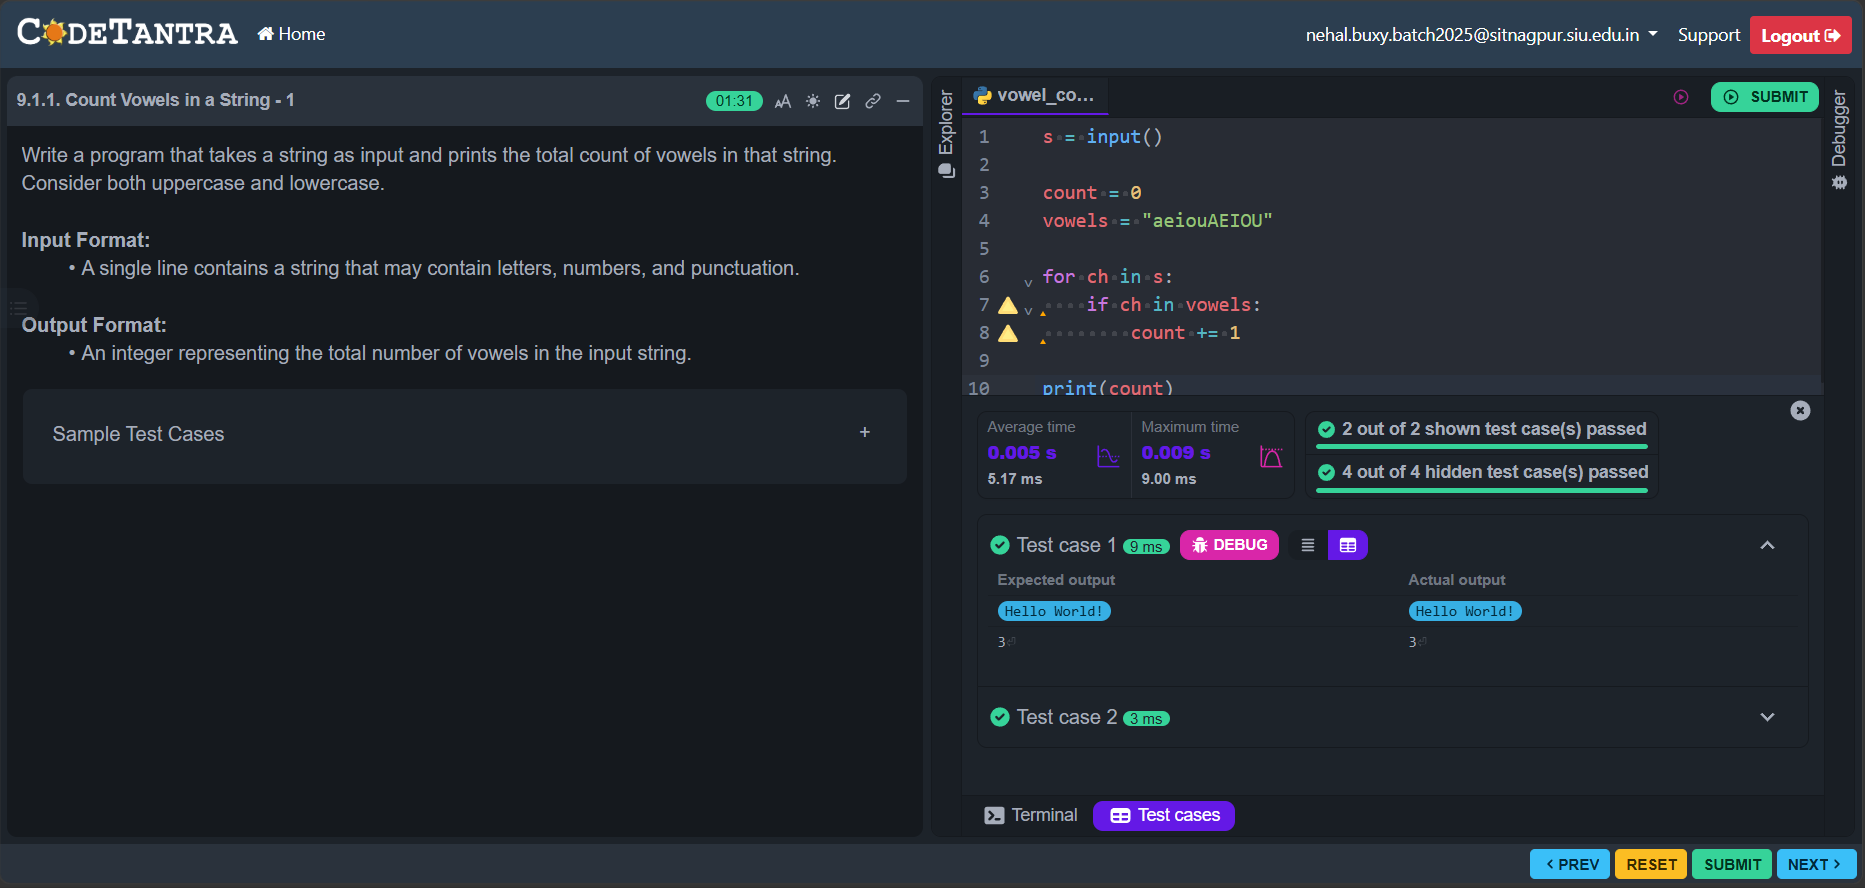 CODETANTRA
Home
nehal.buxy.batch2025@sitnagpur.siu.edu.in
Support
Logout
9.1.1. Count Vowels in a String - 1
01:31
AA
Write a program that takes a string as input and prints the total count of vowels in that string.
Consider both uppercase and lowercase.
Input Format:
• A single line contains a string that may contain letters, numbers, and punctuation.
Output Format:
• An integer representing the total number of vowels in the input string.
Sample Test Cases
+
Explorer
vowel_co...
SUBMIT
Debugger
1 s = input()
2
3 count = 0
4 vowels = "aeiouAEIOU"
5
6 for ch in s:
7     if ch in vowels:
8         count += 1
9
10 print(count)
Average time
0.005 s
5.17 ms
Maximum time
0.009 s
9.00 ms
2 out of 2 shown test case(s) passed
4 out of 4 hidden test case(s) passed
Test case 1
9 ms
DEBUG
Expected output
Actual output
Hello World!
Hello World!
3⏎
3⏎
Test case 2
3 ms
Terminal
Test cases
< PREV
RESET
SUBMIT
NEXT >